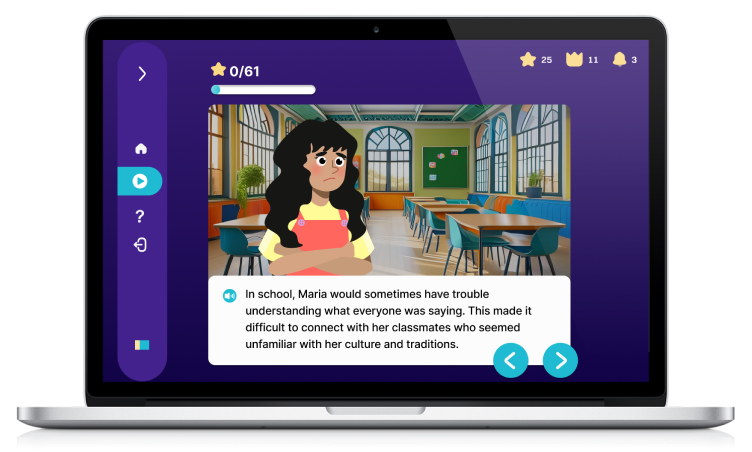 0/61
25
11
3
?
In school, Maria would sometimes have trouble
understanding what everyone was saying. This made it
difficult to connect with her classmates who seemed
unfamiliar with her culture and traditions.